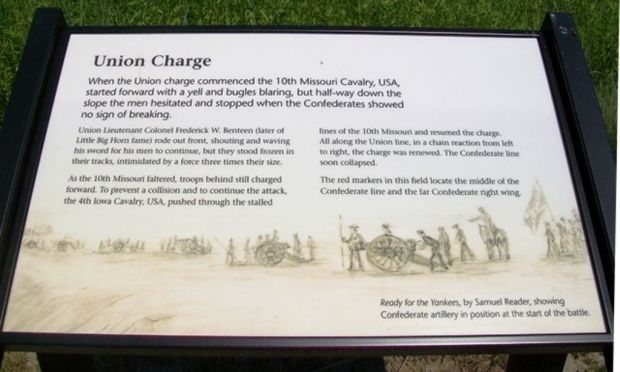 Union Charge
When the Union charge commenced the 10th Missouri Cavalry, USA,
started forward with a yell and bugles blaring, but half-way down the
slope the men hesitated and stopped when the Confederates showed
no sign of breaking.
Union Lieutenant Colonel Frederick W. Benteen (later of
Little Big Horn fame) rode out front, shouting and waving
his sword for his men to continue, but they stood frozen in
their tracks, intimidated by a force three times their size.
As the 10th Missouri faltered, troops behind still charged
forward. To prevent a collision and to continue the attack,
the 4th Iowa Cavalry, USA, pushed through the stalled
lines of the 10th Missouri and resumed the charge.
All along the Union line, in a chain reaction from left
to right, the charge was renewed. The Confederate line
soon collapsed.
The red markers in this field locate the middle of the
Confederate line and the far Confederate right wing.
Ready for the Yankees, by Samuel Reader, showing
Confederate artillery in position at the start of the battle.